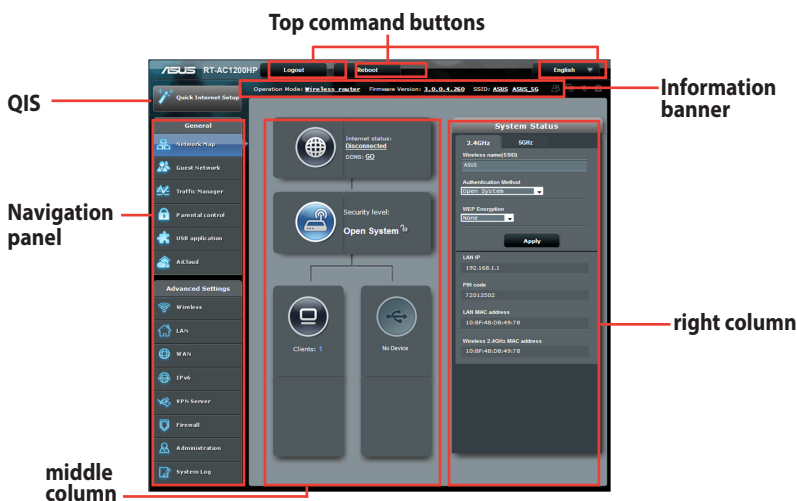 Top command buttons
ASUS RT-AC1200HP
Logout
Reboot
English
QIS
Quick Internet Setup
Operation Mode: Wireless router Firmware Version: 3.0.0.4.260 SSID: ASUS ASUS_5G
Information
banner
General
Network Map
Guest Network
Traffic Manager
Parental control
USB application
AiCloud
Navigation
panel
Advanced Settings
Wireless
LAN
WAN
IPv6
VPN Server
Firewall
Administration
System Log
Internet status:
Disconnected
DDNS: GO
Security level:
Open System
Clients: 1
No Device
System Status
2.4GHz
5GHz
Wireless name(SSID)
ASUS
Authentication Method
Open System
WEP Encryption
None
Apply
LAN IP
192.168.1.1
PIN code
72013502
LAN MAC address
10:8F:48:D8:49:78
Wireless 2.4GHz MAC address
10:8F:48:D8:49:78
right column
middle
column